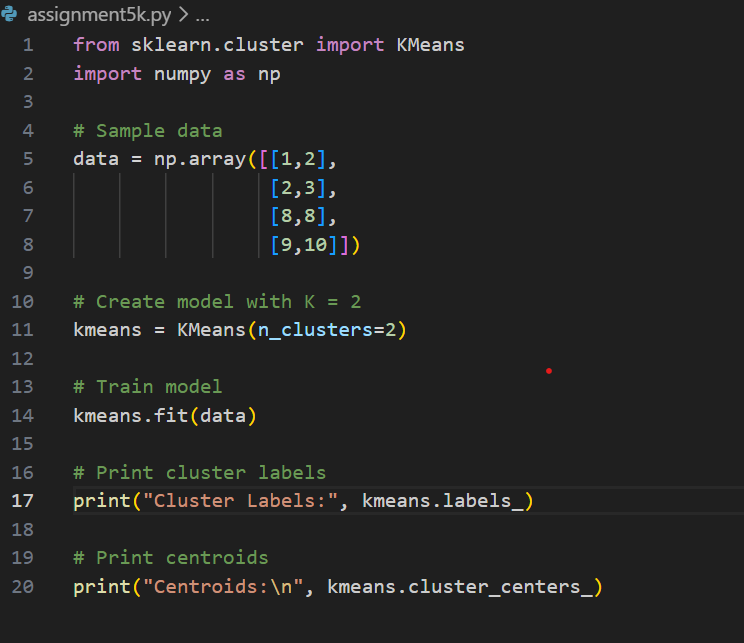 assignment5k.py > ...
1 from sklearn.cluster import KMeans
2 import numpy as np
3
4 # Sample data
5 data = np.array([[1,2],
6                  [2,3],
7                  [8,8],
8                  [9,10]])
9
10 # Create model with K = 2
11 kmeans = KMeans(n_clusters=2)
12
13 # Train model
14 kmeans.fit(data)
15
16 # Print cluster labels
17 print("Cluster Labels:", kmeans.labels_)
18
19 # Print centroids
20 print("Centroids:\n", kmeans.cluster_centers_)